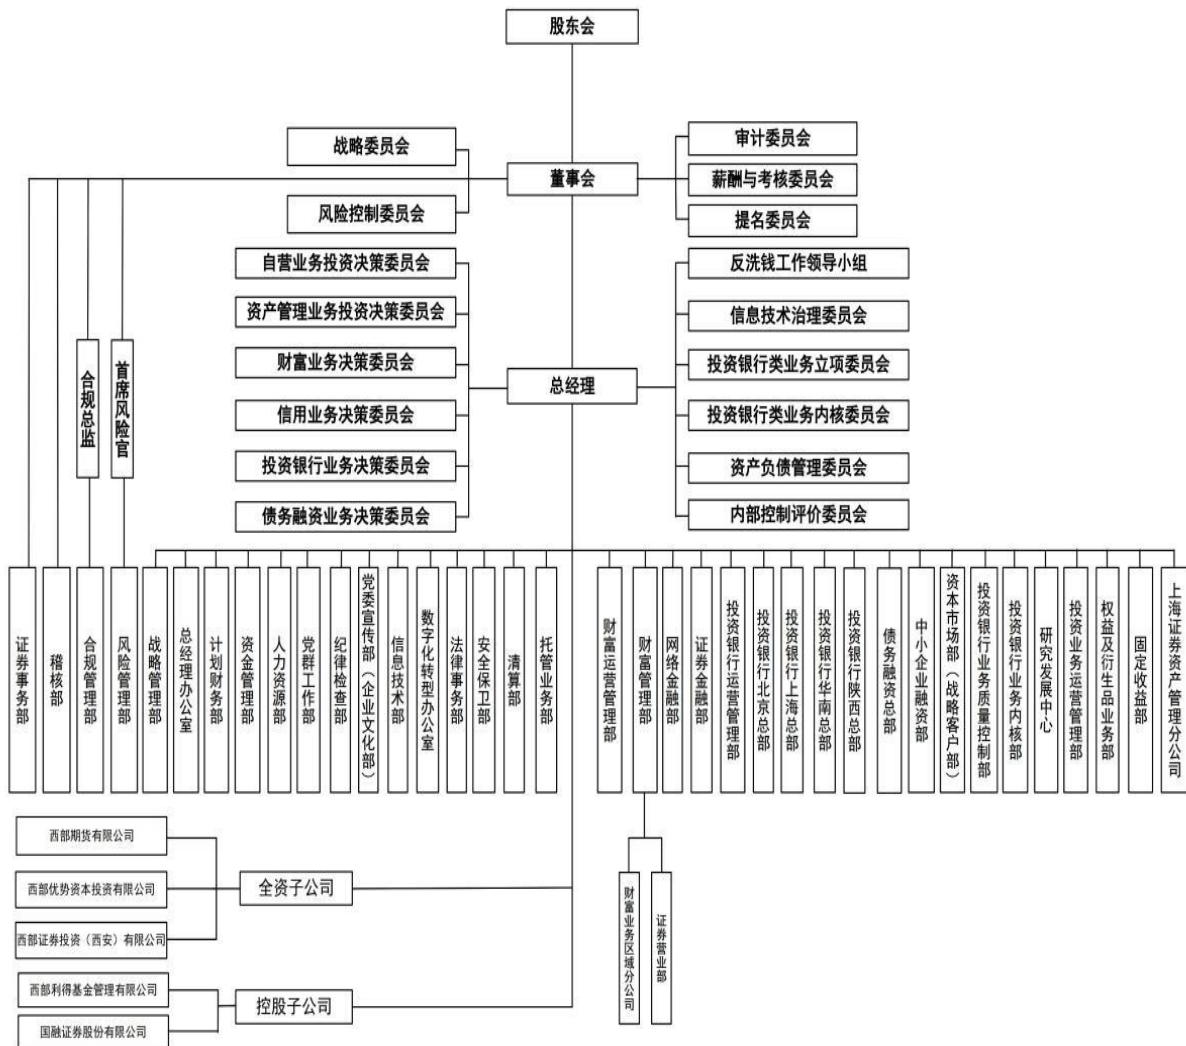 股东会
战略委员会
审计委员会
董事会
薪酬与考核委员会
风险控制委员会
提名委员会
自营业务投资决策委员会
反洗钱工作领导小组
资产管理业务投资决策委员会
信息技术治理委员会
合规总监
首席风险官
财富业务决策委员会
总经理
投资银行类业务立项委员会
信用业务决策委员会
投资银行类业务内核委员会
投资银行业务决策委员会
资产负债管理委员会
债务融资业务决策委员会
内部控制评价委员会
证券事务部
稽核部
合规管理部
风险管理部
战略管理部
总经理办公室
计划财务部
资金管理部
人力资源部
党群工作部
纪律检查部
党委宣传部（企业文化部）
信息技术部
数字化转型办公室
法律事务部
安全保卫部
清算部
托管业务部
财富运营管理部
财富管理部
网络金融部
证券金融部
投资银行运营管理部
投资银行北京总部
投资银行上海总部
投资银行华南总部
投资银行陕西总部
债务融资总部
中小企业融资部
资本市场部（战略客户部）
投资银行业务质量控制部
投资银行业务内核部
研究发展中心
投资业务运营管理部
权益及衍生品业务部
固定收益部
上海证券资产管理分公司
西部期货有限公司
西部优势资本投资有限公司
全资子公司
西部证券投资（西安）有限公司
财富业务区域分公司
证券营业部
西部利得基金管理有限公司
控股子公司
国融证券股份有限公司